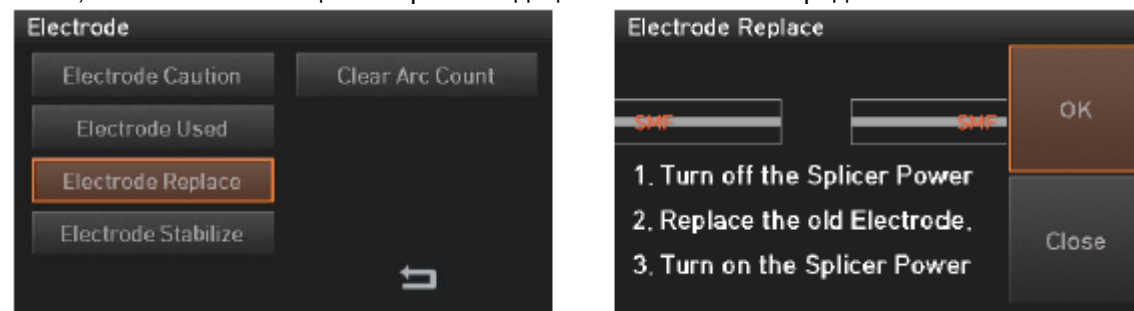 Electrode
Electrode Caution
Clear Arc Count
Electrode Used
Electrode Replace
Electrode Stabilize
Electrode Replace
SMF
SMF
OK
1. Turn off the Splicer Power
2. Replace the old Electrode.
3. Turn on the Splicer Power
Close